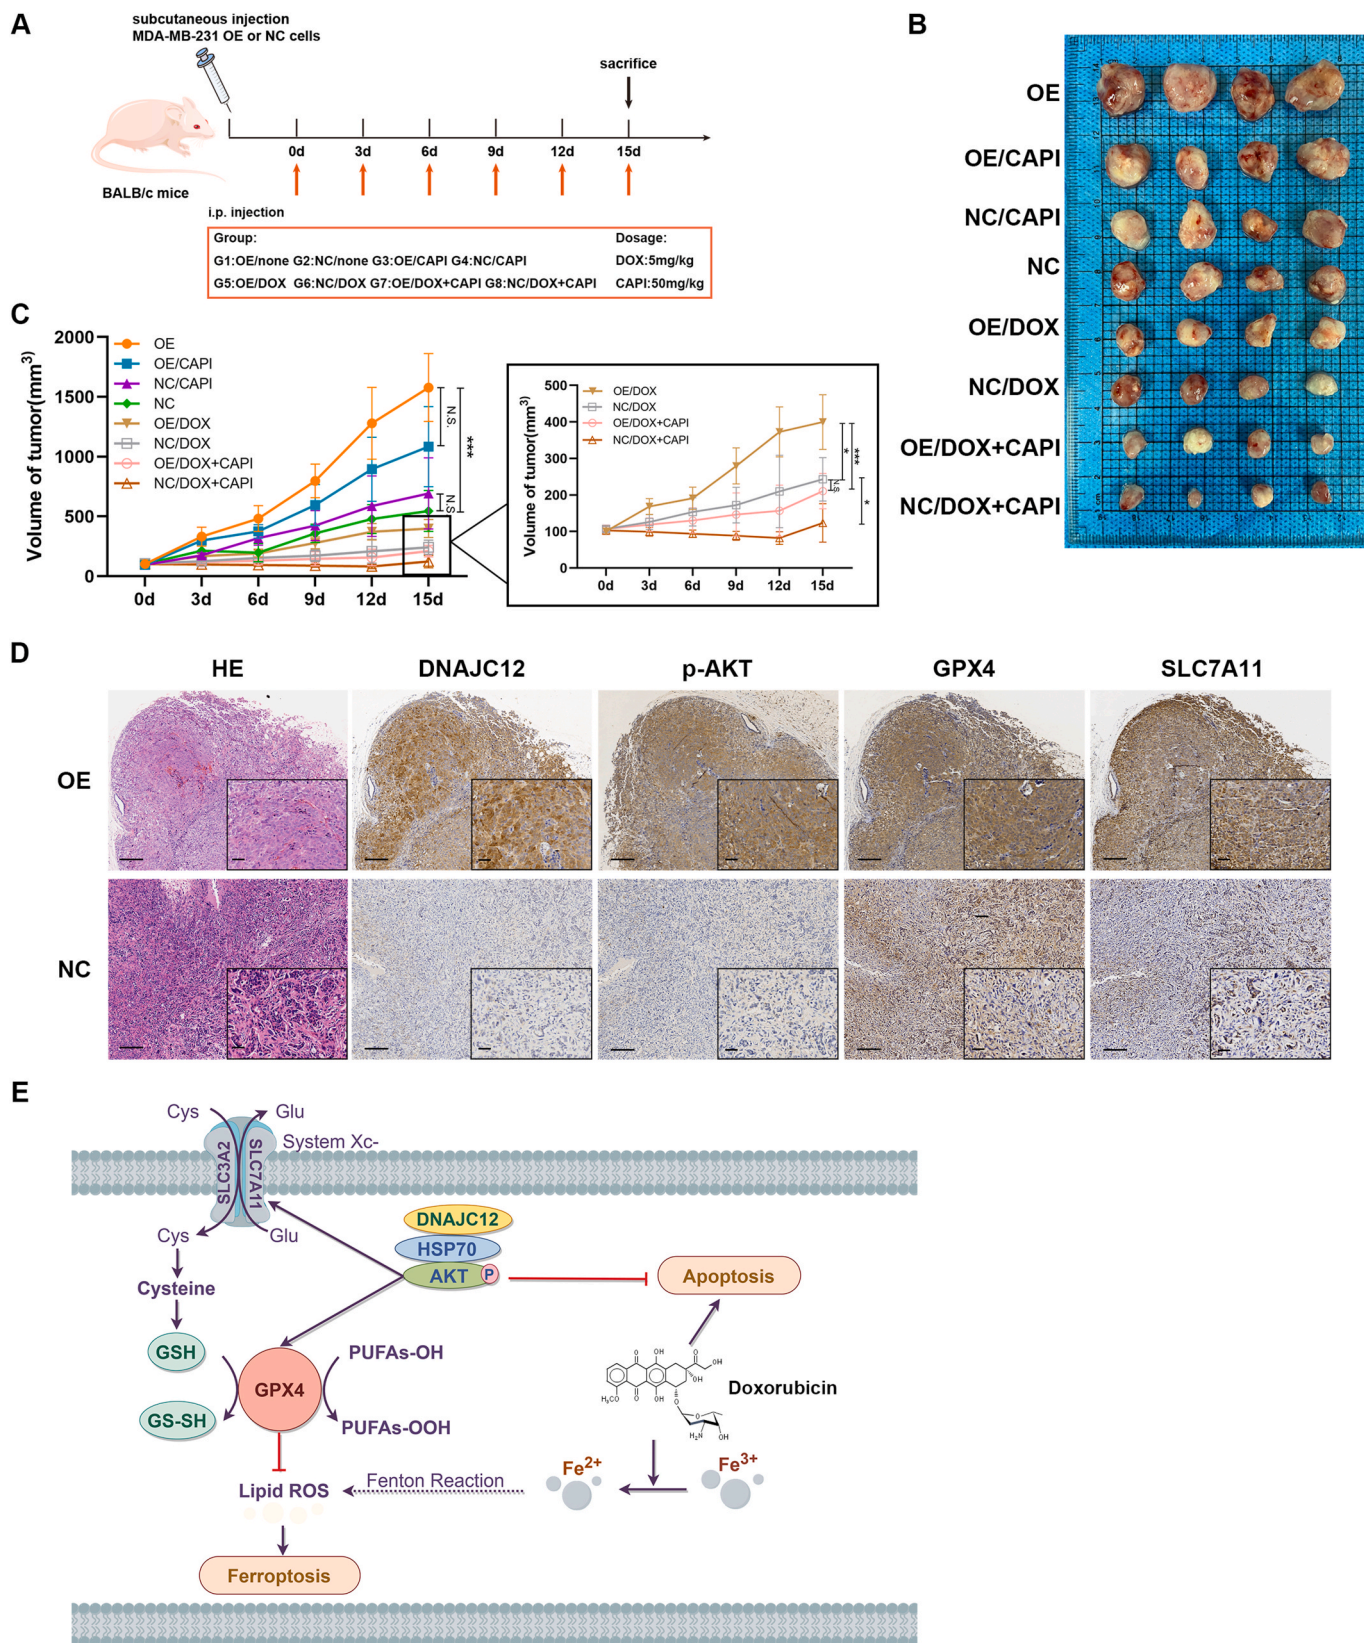 A
subcutaneous injection
MDA-MB-231 OE or NC cells
sacrifice
0d 3d 6d 9d 12d 15d
BALB/c mice
i.p. injection
Group: Dosage:
G1:OE/none G2:NC/none G3:OE/CAPI G4:NC/CAPI DOX:5mg/kg
G5:OE/DOX G6:NC/DOX G7:OE/DOX+CAPI G8:NC/DOX+CAPI CAPI:50mg/kg
B
OE
OE/CAPI
NC/CAPI
NC
OE/DOX
NC/DOX
OE/DOX+CAPI
NC/DOX+CAPI
C
Volume of tumor(mm³)
2000
1500
1000
500
0
0d 3d 6d 9d 12d 15d
OE
OE/CAPI
NC/CAPI
NC
OE/DOX
NC/DOX
OE/DOX+CAPI
NC/DOX+CAPI
N.S.
***
N.S
Volume of tumor(mm³)
500
400
300
200
100
0
0d 3d 6d 9d 12d 15d
OE/DOX
NC/DOX
OE/DOX+CAPI
NC/DOX+CAPI
N.S
*
***
*
D
HE DNAJC12 p-AKT GPX4 SLC7A11
OE
NC
E
Cys Glu
System Xc-
SLC3A2 SLC7A11
Cys Glu
DNAJC12
HSP70
AKT P
Apoptosis
Cysteine
GSH
PUFAs-OH
GPX4
GS-SH
PUFAs-OOH
O OH O
OH
OH
H₃CO O OH O
O
H₂N OH
Doxorubicin
Fe²⁺ Fe³⁺
Fenton Reaction
Lipid ROS
Ferroptosis